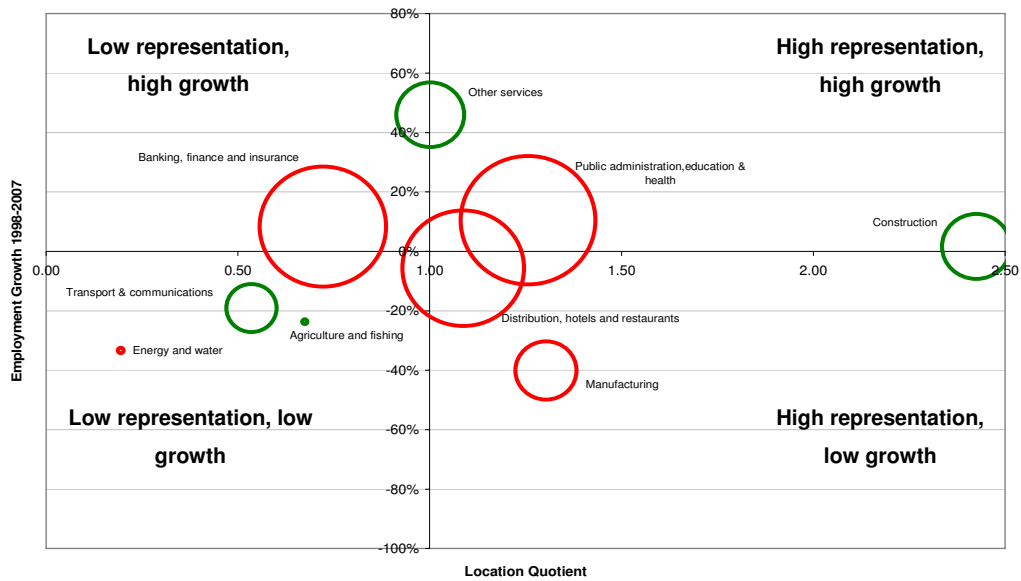 80%
Low representation,
high growth
High representation,
high growth
60%
Other services
40%
Banking, finance and insurance
Public administration,education &
health
20%
Construction
0%
0.00
0.50
1.00
1.50
2.00
2.50
Transport & communications
-20%
Distribution, hotels and restaurants
Agriculture and fishing
Energy and water
-40%
Manufacturing
Low representation, low
growth
High representation,
low growth
-60%
-80%
-100%
Employment Growth 1998-2007
Location Quotient